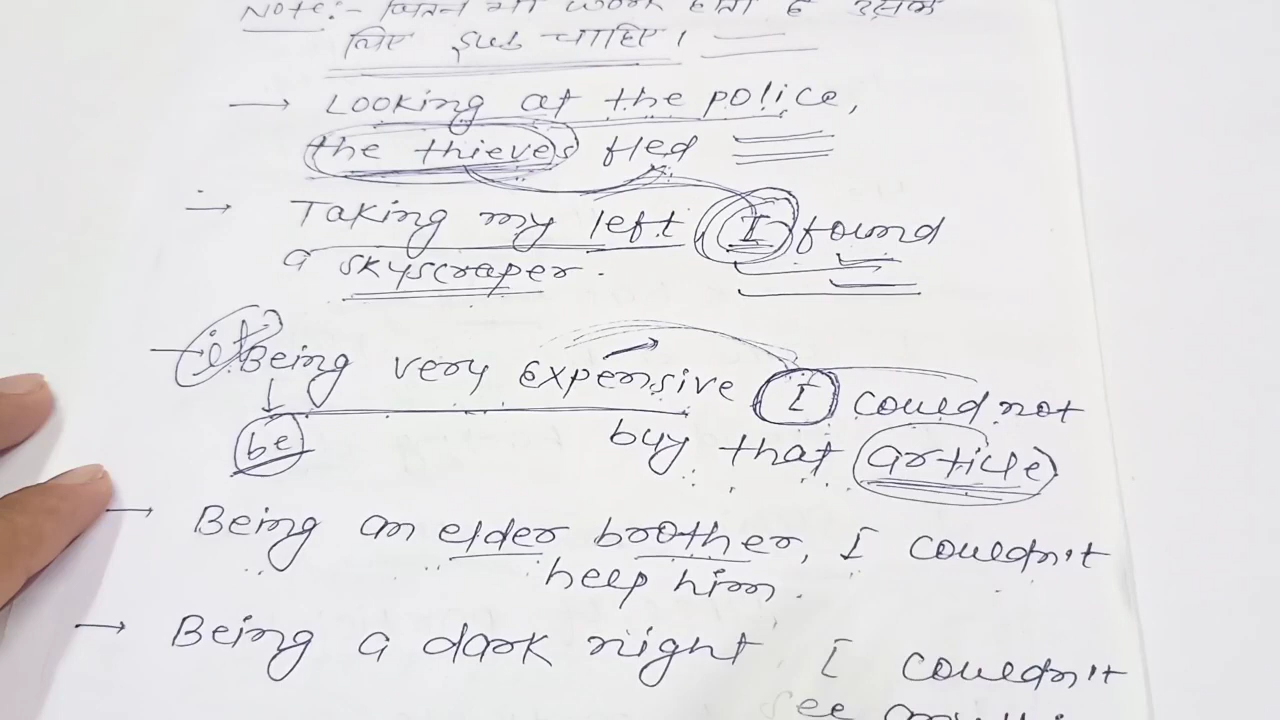 Note:- जितने भी work होता है उसके
लिए sub चाहिए।
→ Looking at the police,
the thieves fled
→ Taking my left I found
a skyscraper.
it Being very expensive I could not
be
buy that article
→ Being an elder brother, I couldn't
help him.
→ Being a dark night I couldn't
see